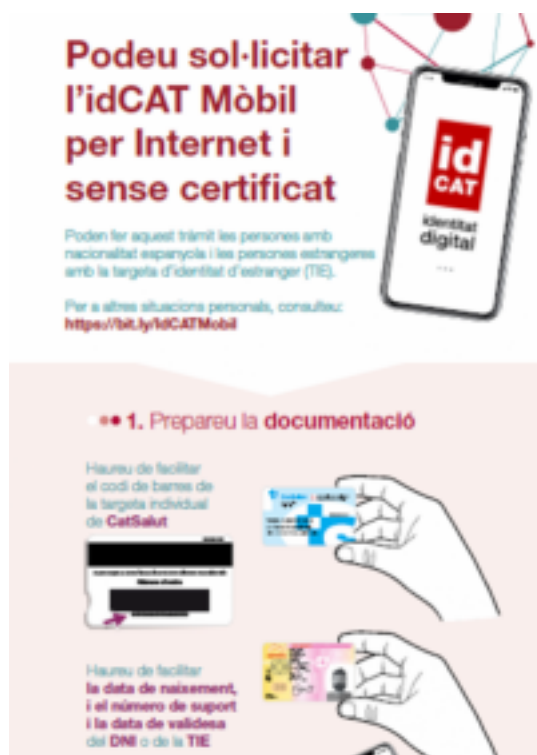 Podeu sol·licitar
l'idCAT Mòbil
per Internet i
sense certificat
id
CAT
identitat
digital
Poden fer aquest tràmit les persones amb
nacionalitat espanyola i les persones estrangeres
amb la targeta d'identitat d'estranger (TIE).
Per a altres situacions personals, consulteu:
https://bit.ly/IdCATMobil
1. Prepareu la documentació
Haureu de facilitar
el codi de barres de
la targeta individual
de CatSalut
Haureu de facilitar
la data de naixement,
i el número de suport
i la data de validesa
del DNI o de la TIE